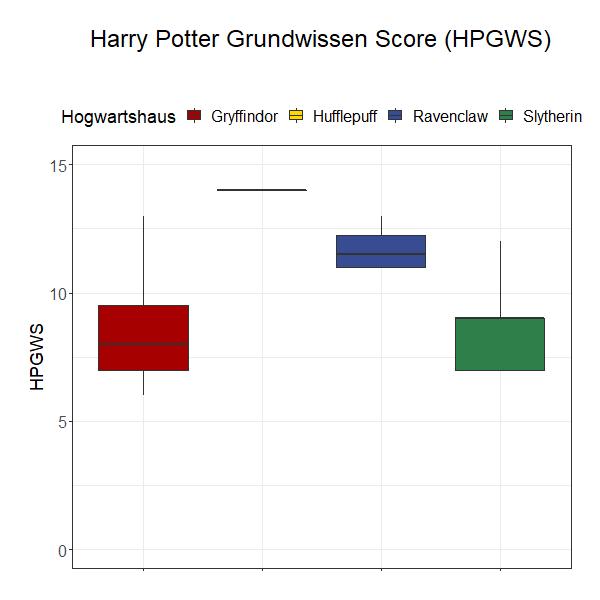 Harry Potter Grundwissen Score (HPGWS)
Hogwartshaus Gryffindor Hufflepuff Ravenclaw Slytherin
15
10
HPGWS
5
0